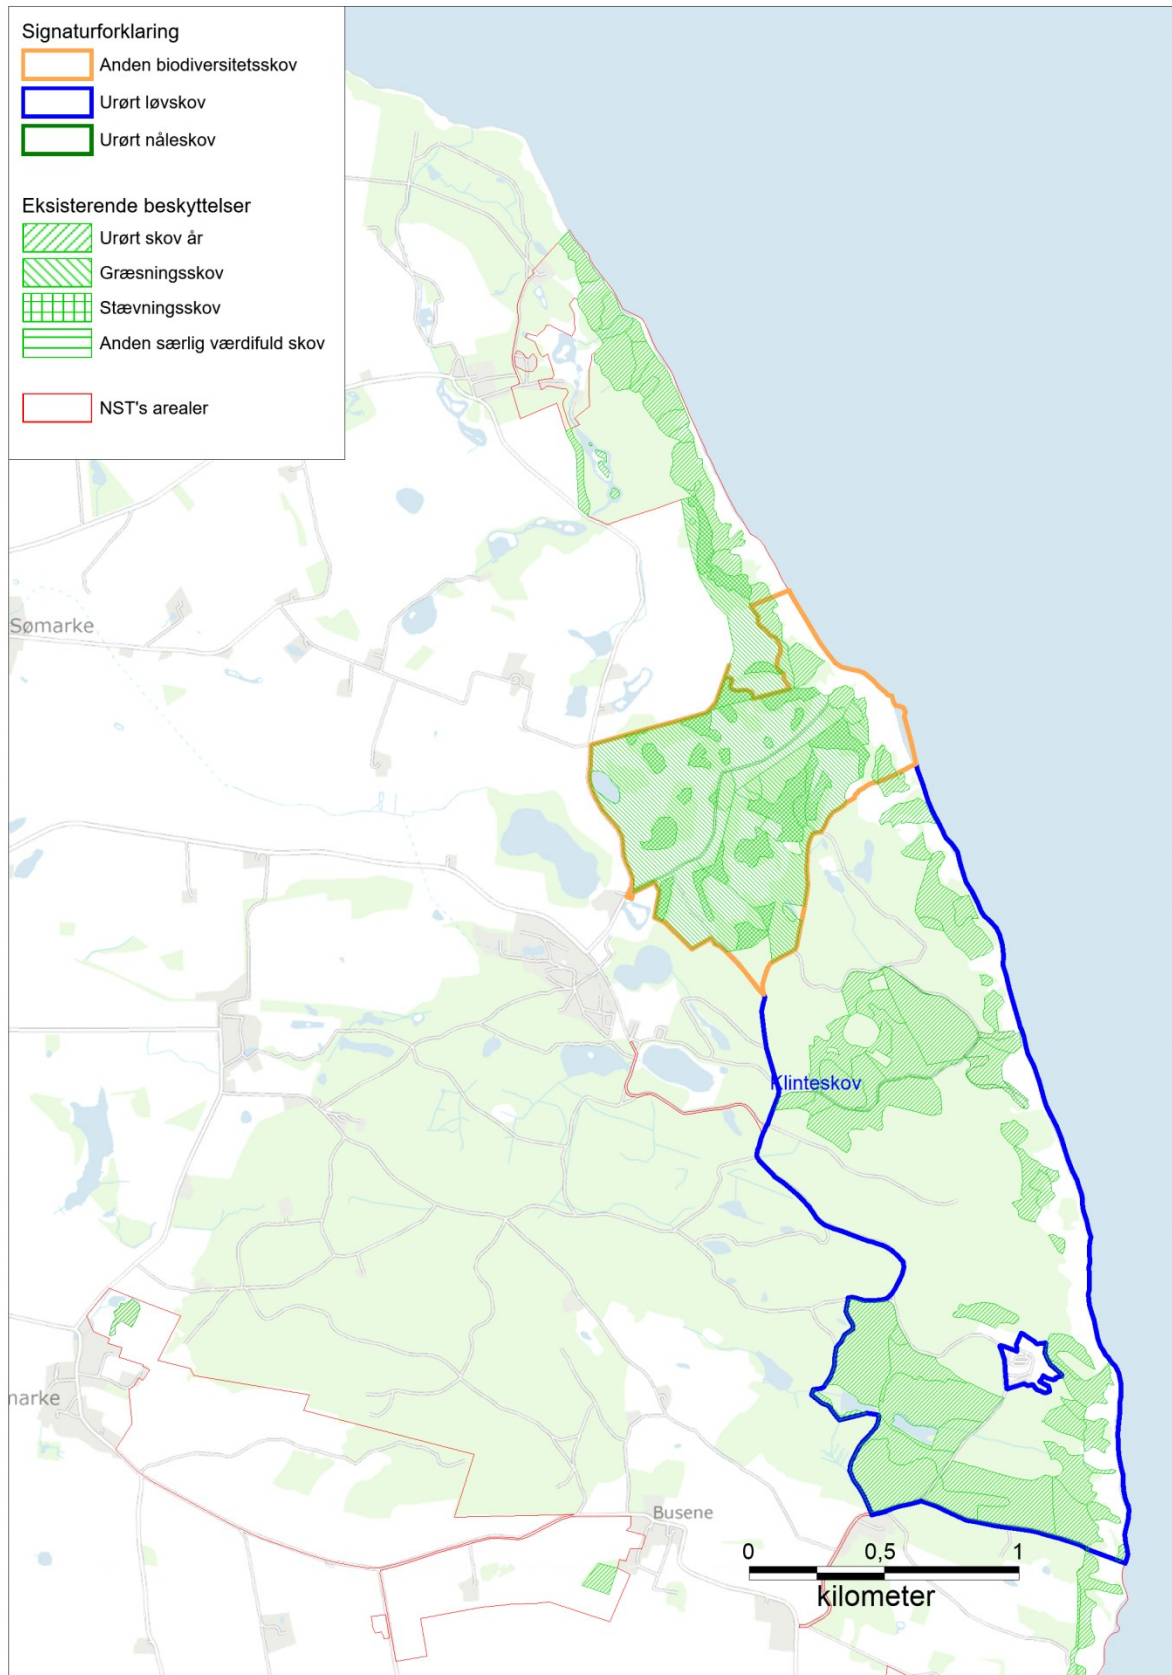 Signaturforklaring
Anden biodiversitetsskov
Urørt løvskov
Urørt nåleskov
Eksisterende beskyttelser
Urørt skov år
Græsningsskov
Stævningsskov
Anden særlig værdifuld skov
NST's arealer
Sømarke
Klinteskov
marke
Busene
0 0,5 1
kilometer